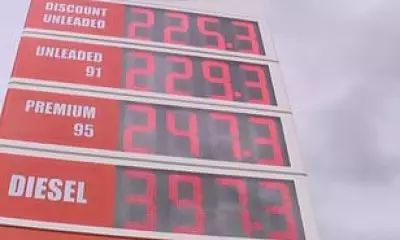 DISCOUNT
UNLEADED 225.3
UNLEADED
91 229.3
PREMIUM
95 247.3
DIESEL 397.3